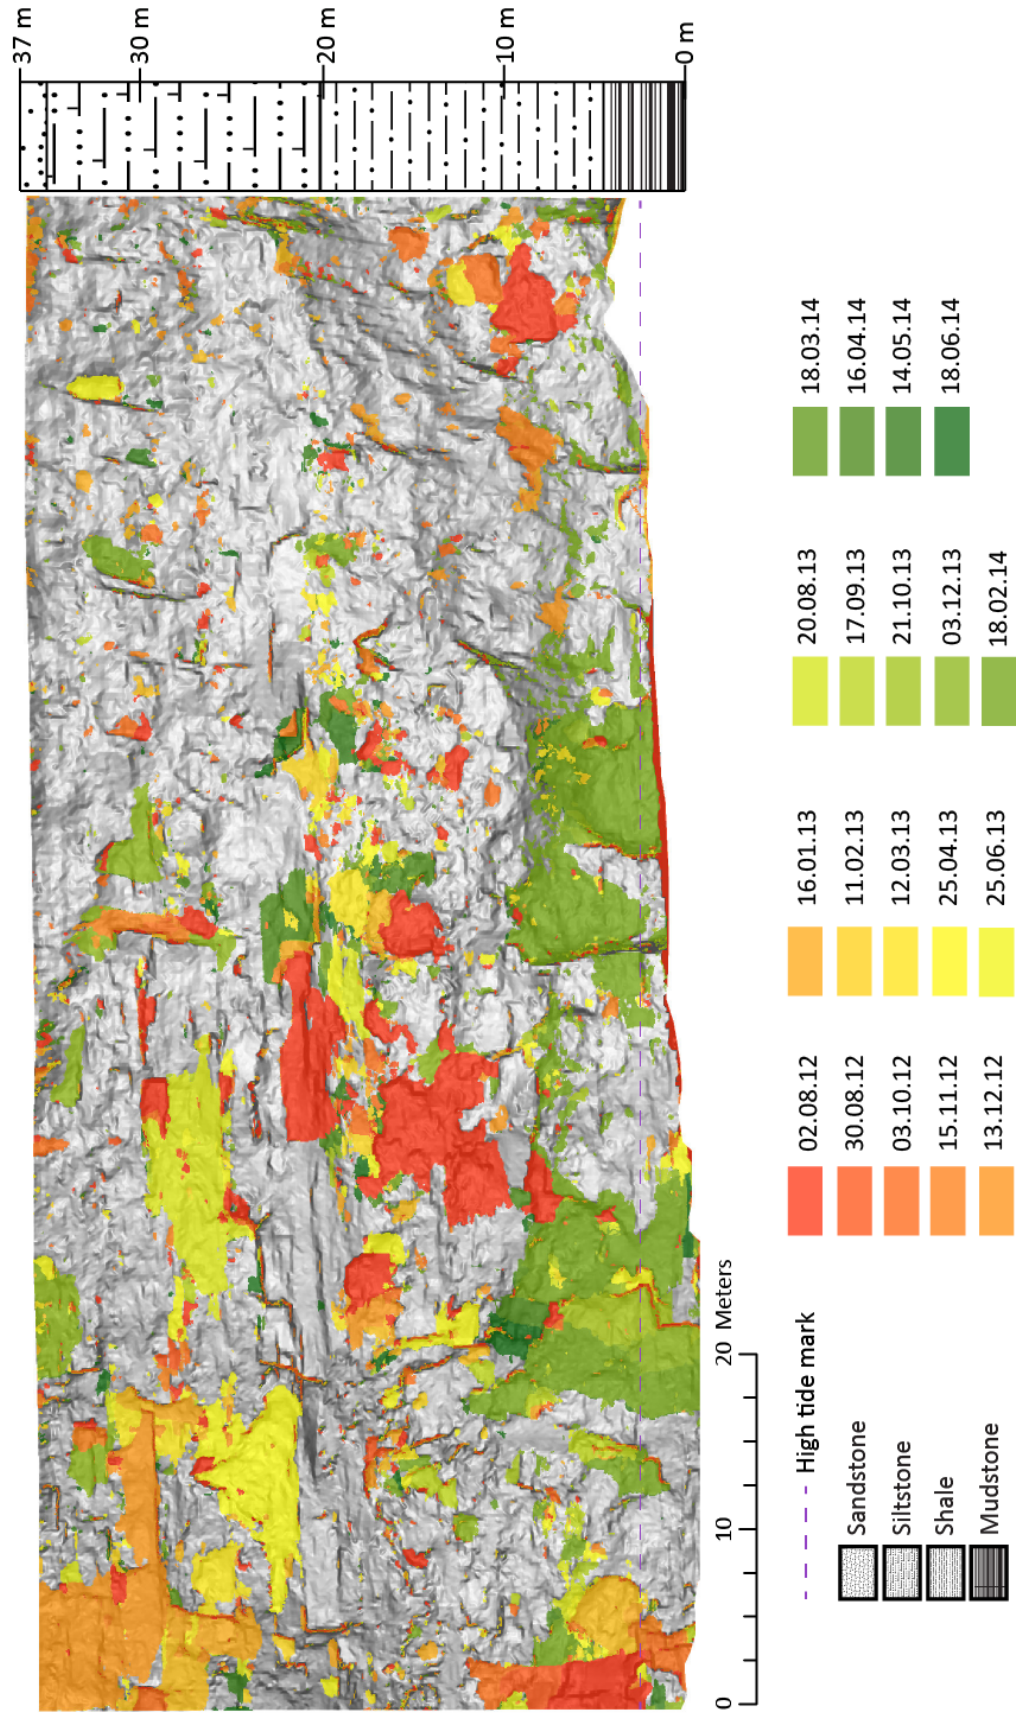 37 m
30 m
20 m
10 m
0 m
0 10 20 Meters
High tide mark
Sandstone
Siltstone
Shale
Mudstone
02.08.12
30.08.12
03.10.12
15.11.12
13.12.12
16.01.13
11.02.13
12.03.13
25.04.13
25.06.13
20.08.13
17.09.13
21.10.13
03.12.13
18.02.14
18.03.14
16.04.14
14.05.14
18.06.14